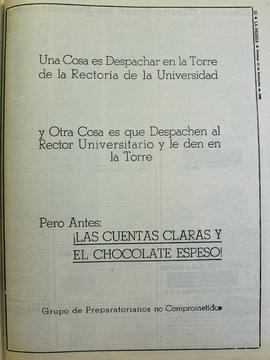 Una Cosa es Despachar en la Torre
de la Rectoría de la Universidad
y Otra Cosa es que Despachen al
Rector Universitario y le den en
la Torre
Pero Antes:
¡LAS CUENTAS CLARAS Y
EL CHOCOLATE ESPESO!
Grupo de Preparatorianos no Comprometidos
LA PRENSA